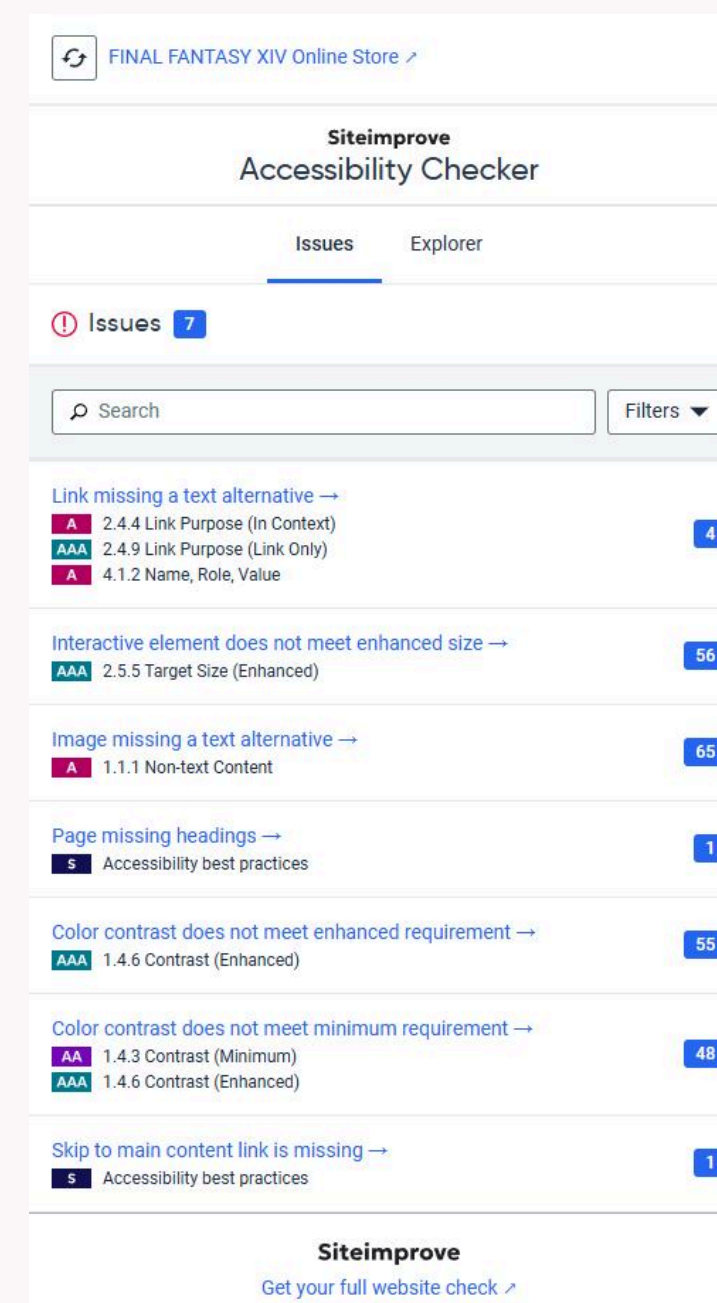 FINAL FANTASY XIV Online Store ↗
Siteimprove
Accessibility Checker
Issues Explorer
Issues 7
Search Filters
Link missing a text alternative →
A 2.4.4 Link Purpose (In Context)
AAA 2.4.9 Link Purpose (Link Only)
A 4.1.2 Name, Role, Value
4
Interactive element does not meet enhanced size →
AAA 2.5.5 Target Size (Enhanced)
56
Image missing a text alternative →
A 1.1.1 Non-text Content
65
Page missing headings →
S Accessibility best practices
1
Color contrast does not meet enhanced requirement →
AAA 1.4.6 Contrast (Enhanced)
55
Color contrast does not meet minimum requirement →
AA 1.4.3 Contrast (Minimum)
AAA 1.4.6 Contrast (Enhanced)
48
Skip to main content link is missing →
S Accessibility best practices
1
Siteimprove
Get your full website check ↗